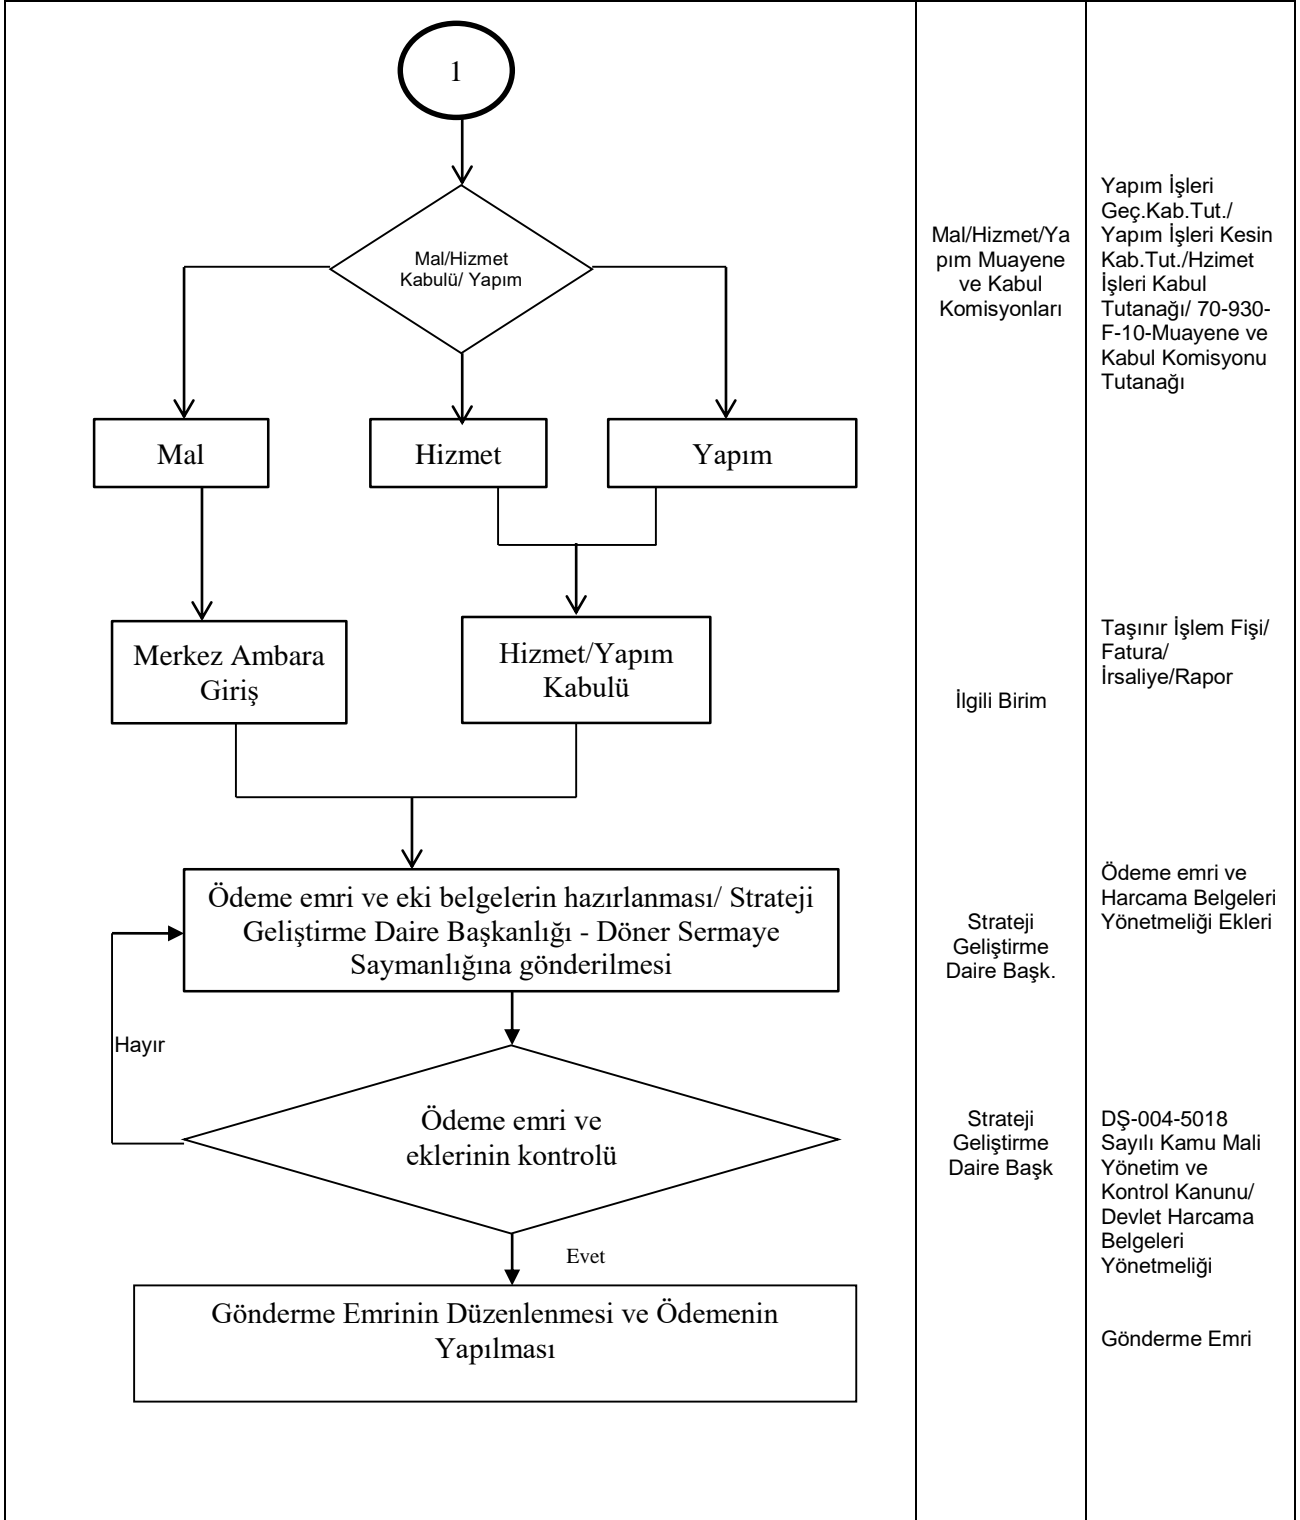 1
Mal/Hizmet
Kabulü/ Yapım
Mal/Hizmet/Ya
pım Muayene
ve Kabul
Komisyonları
Yapım İşleri
Geç.Kab.Tut./
Yapım İşleri Kesin
Kab.Tut./Hzimet
İşleri Kabul
Tutanağı/ 70-930-
F-10-Muayene ve
Kabul Komisyonu
Tutanağı
Mal
Hizmet
Yapım
Merkez Ambara
Giriş
Hizmet/Yapım
Kabulü
İlgili Birim
Taşınır İşlem Fişi/
Fatura/
İrsaliye/Rapor
Ödeme emri ve eki belgelerin hazırlanması/ Strateji
Geliştirme Daire Başkanlığı - Döner Sermaye
Saymanlığına gönderilmesi
Strateji
Geliştirme
Daire Başk.
Ödeme emri ve
Harcama Belgeleri
Yönetmeliği Ekleri
Hayır
Ödeme emri ve
eklerinin kontrolü
Strateji
Geliştirme
Daire Başk
DŞ-004-5018
Sayılı Kamu Mali
Yönetim ve
Kontrol Kanunu/
Devlet Harcama
Belgeleri
Yönetmeliği
Evet
Gönderme Emrinin Düzenlenmesi ve Ödemenin
Yapılması
Gönderme Emri